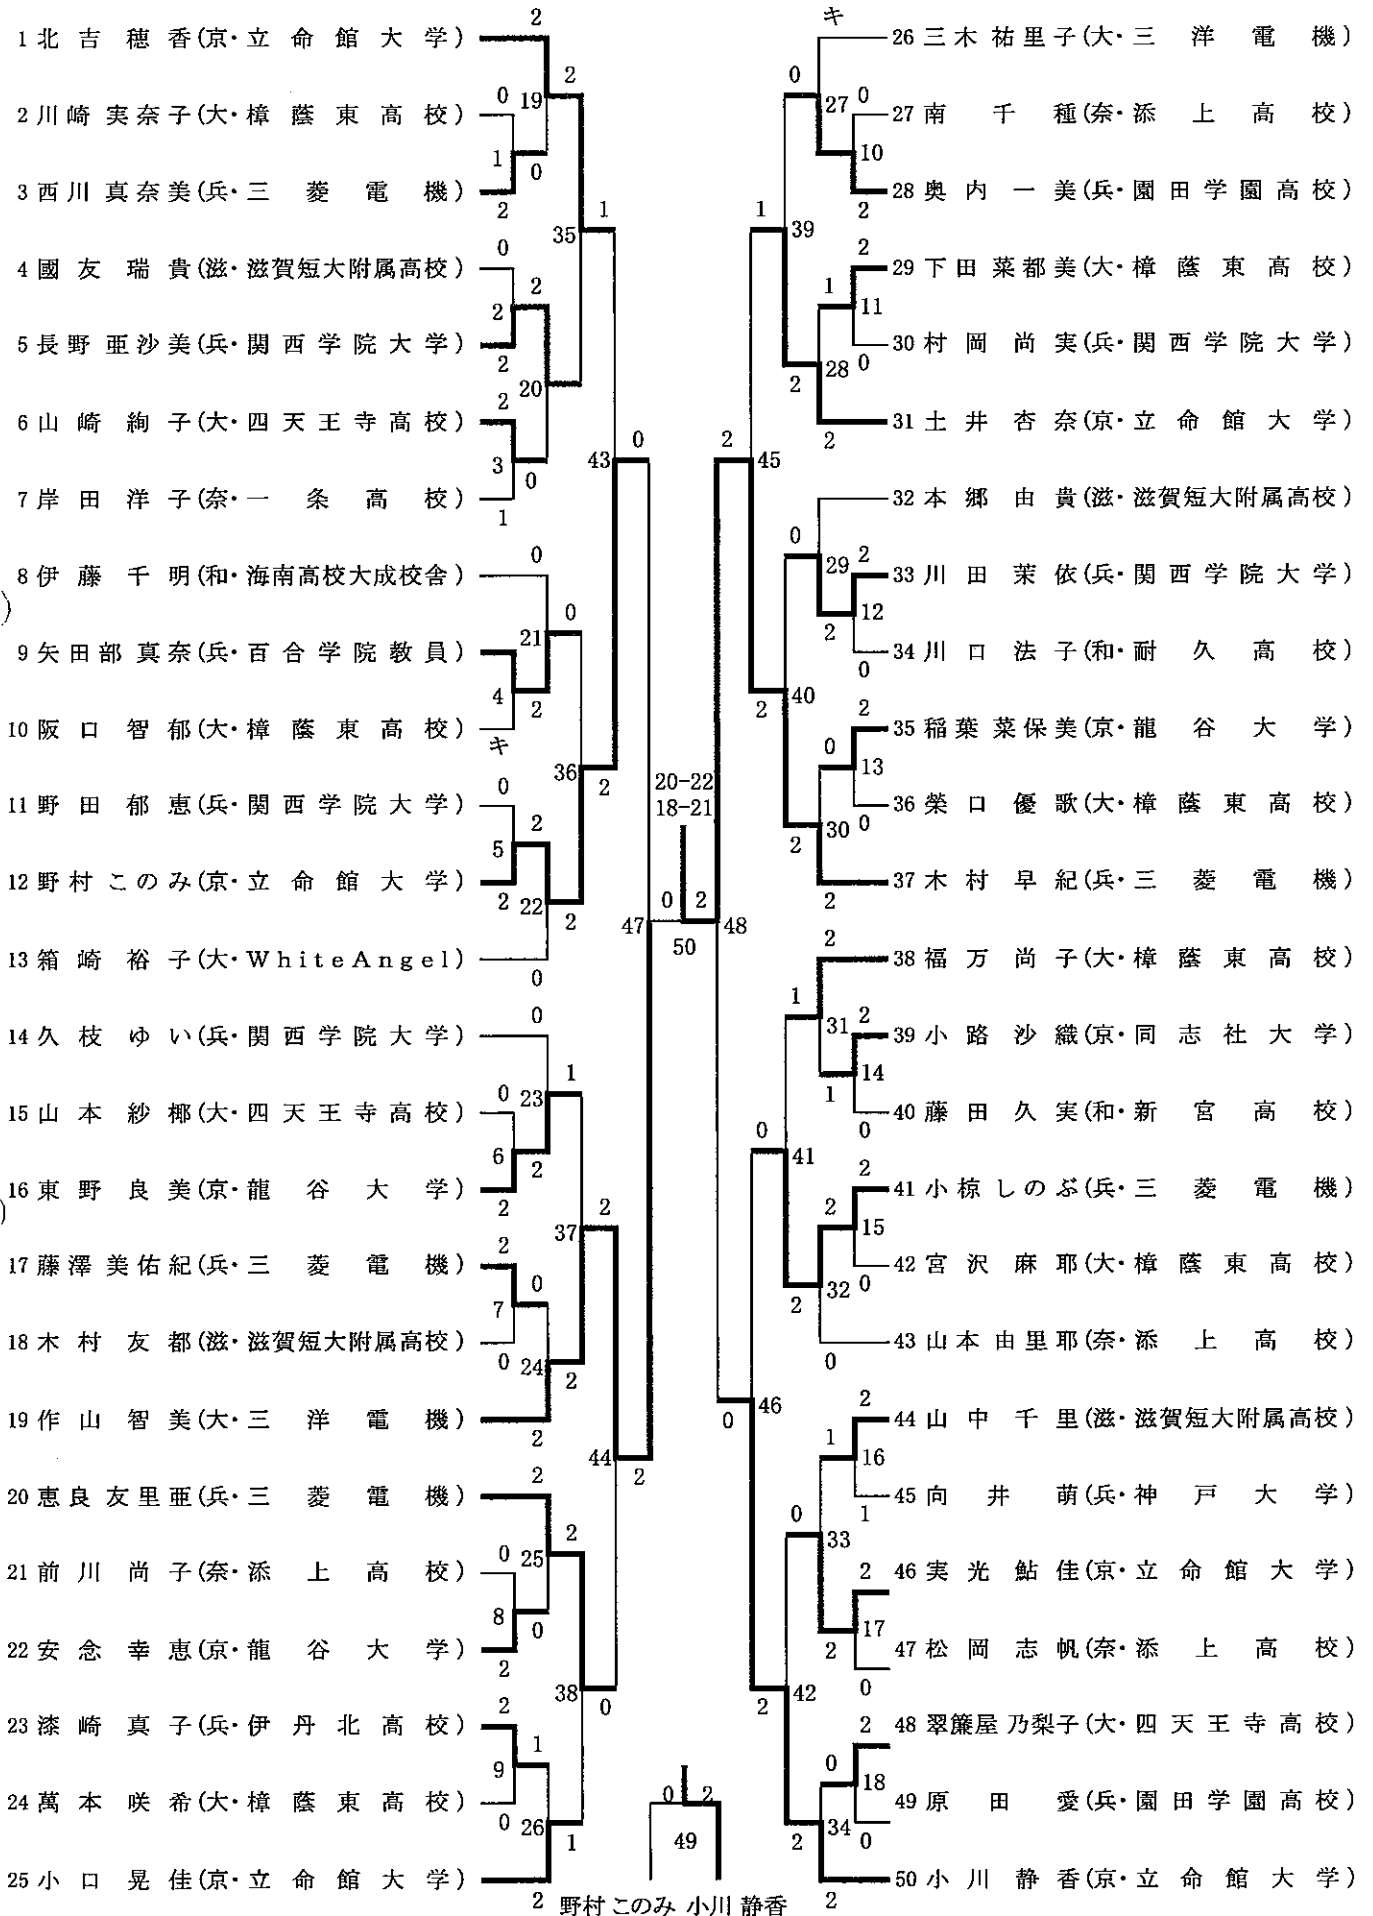 1 北吉穂香(京・立命館大学)
2 川崎実奈子(大・樟蔭東高校)
3 西川真奈美(兵・三菱電機)
4 國友瑞貴(滋・滋賀短大附属高校)
5 長野亜沙美(兵・関西学院大学)
6 山崎絢子(大・四天王寺高校)
7 岸田洋子(奈・一条高校)
8 伊藤千明(和・海南高校大成校舎)
9 矢田部真奈(兵・百合学院教員)
10 阪口智郁(大・樟蔭東高校)
キ
11 野田郁恵(兵・関西学院大学)
12 野村このみ(京・立命館大学)
13 箱崎裕子(大・WhiteAngel)
14 久枝ゆい(兵・関西学院大学)
15 山本紗椰(大・四天王寺高校)
16 東野良美(京・龍谷大学)
17 藤澤美佑紀(兵・三菱電機)
18 木村友都(滋・滋賀短大附属高校)
19 作山智美(大・三洋電機)
20 恵良友里亜(兵・三菱電機)
21 前川尚子(奈・添上高校)
22 安念幸恵(京・龍谷大学)
23 漆崎真子(兵・伊丹北高校)
24 萬本咲希(大・樟蔭東高校)
25 小口晃佳(京・立命館大学)
20-22
18-21
0 2
50
0 2
49
野村このみ 小川静香
キ
26 三木祐里子(大・三洋電機)
27 南千種(奈・添上高校)
28 奥内一美(兵・園田学園高校)
29 下田菜都美(大・樟蔭東高校)
30 村岡尚実(兵・関西学院大学)
31 土井杏奈(京・立命館大学)
32 本郷由貴(滋・滋賀短大附属高校)
33 川田茉依(兵・関西学院大学)
34 川口法子(和・耐久高校)
35 稲葉菜保美(京・龍谷大学)
36 榮口優歌(大・樟蔭東高校)
37 木村早紀(兵・三菱電機)
38 福万尚子(大・樟蔭東高校)
39 小路沙織(京・同志社大学)
40 藤田久実(和・新宮高校)
41 小椋しのぶ(兵・三菱電機)
42 宮沢麻耶(大・樟蔭東高校)
43 山本由里耶(奈・添上高校)
44 山中千里(滋・滋賀短大附属高校)
45 向井萌(兵・神戸大学)
46 実光鮎佳(京・立命館大学)
47 松岡志帆(奈・添上高校)
48 翠簾屋乃梨子(大・四天王寺高校)
49 原田愛(兵・園田学園高校)
50 小川静香(京・立命館大学)